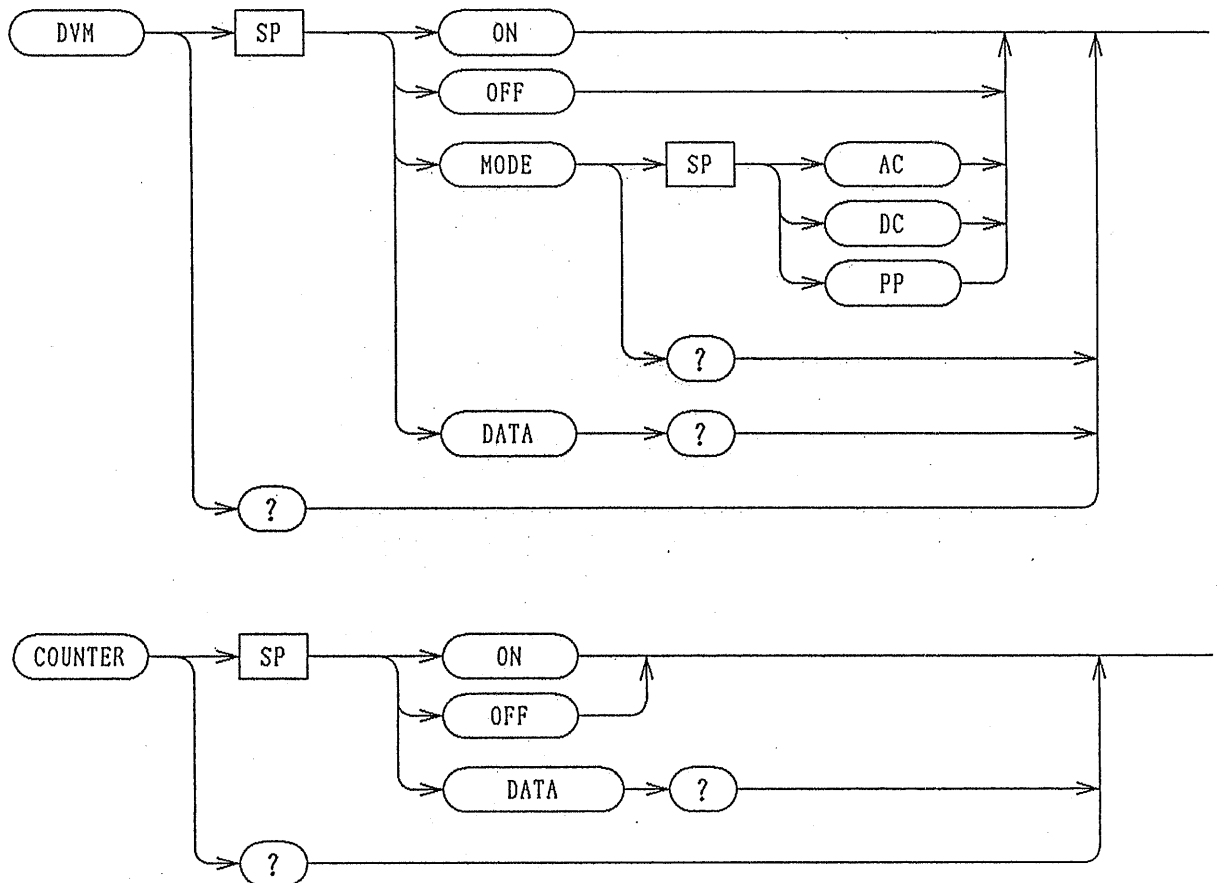 DVM SP ON
OFF
MODE SP AC
DC
PP
?
DATA ?
?
COUNTER SP ON
OFF
DATA ?
?